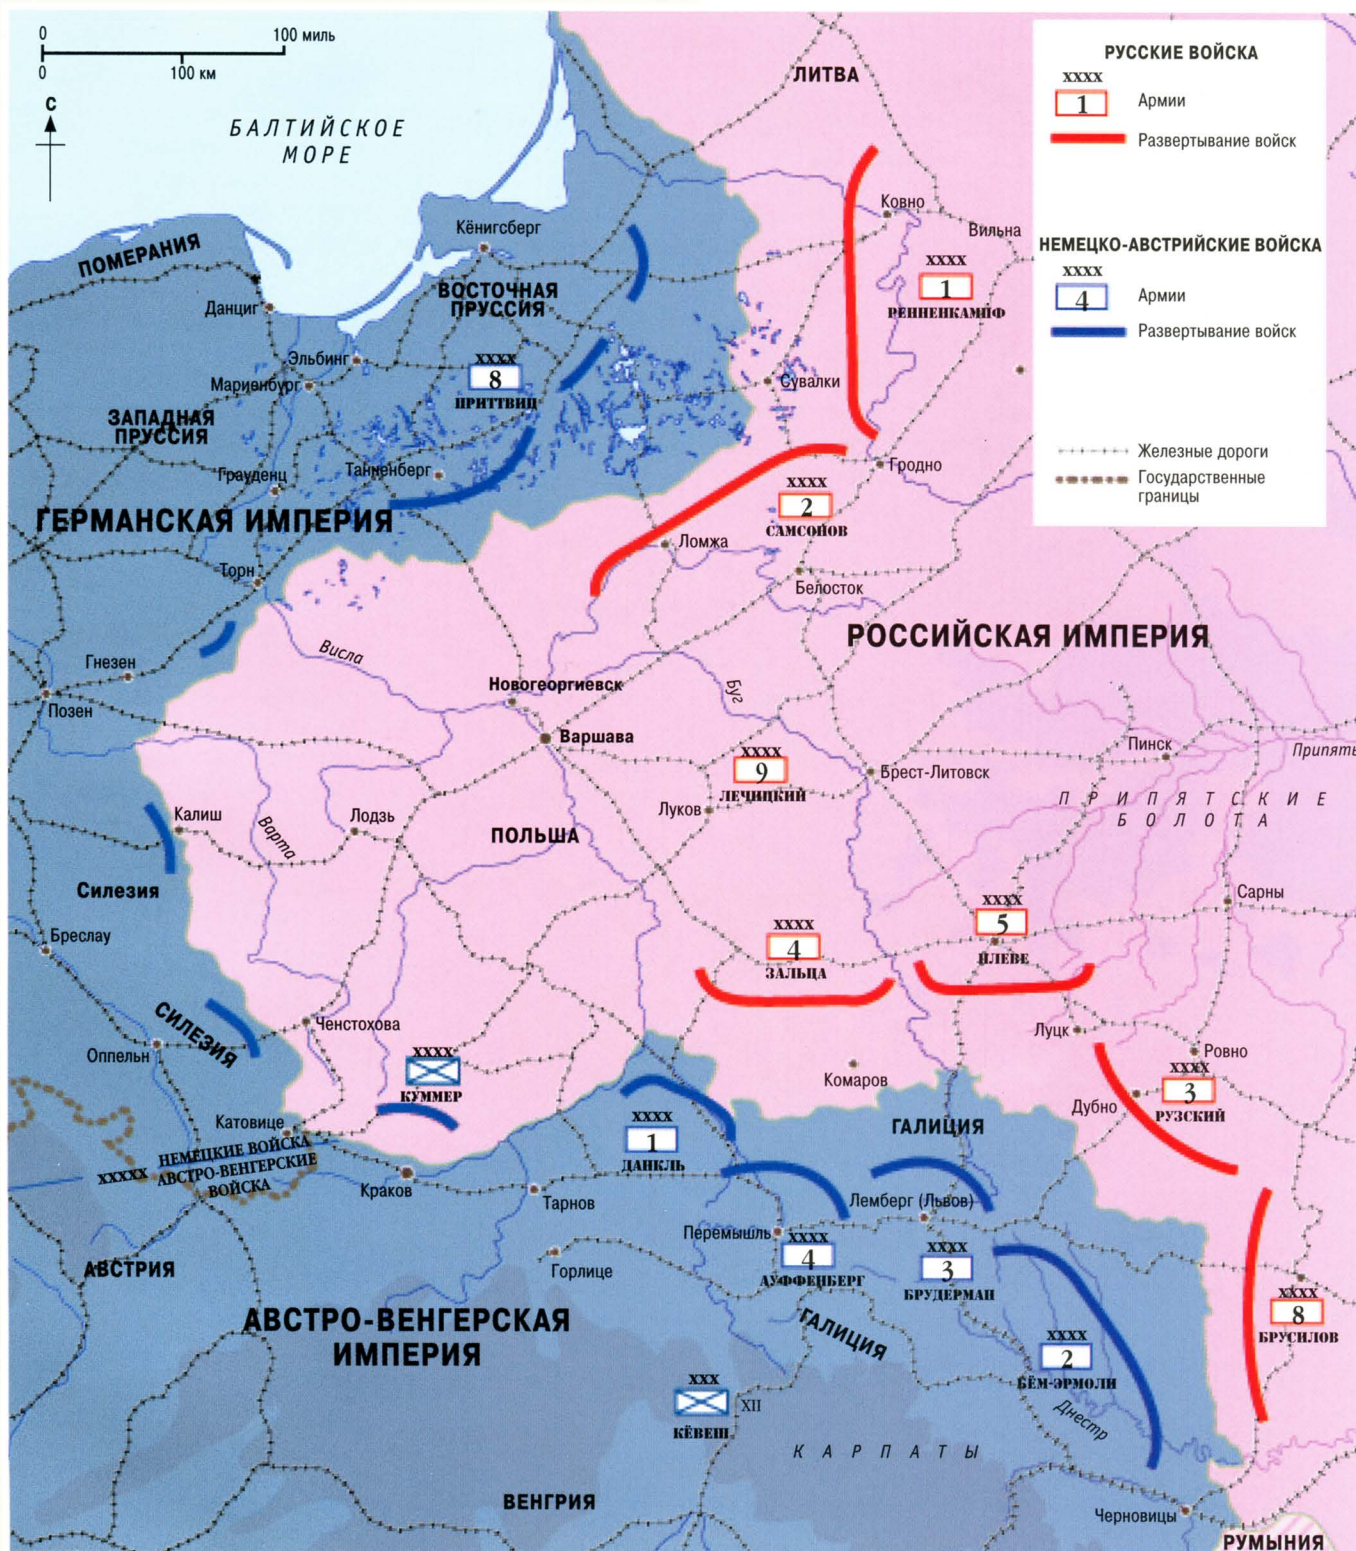 0 100 миль
0 100 км
С
БАЛТИЙСКОЕ
МОРЕ
ЛИТВА
РУССКИЕ ВОЙСКА
XXXX
1
Армии
Развертывание войск
НЕМЕЦКО-АВСТРИЙСКИЕ ВОЙСКА
XXXX
4
Армии
Развертывание войск
Железные дороги
Государственные
границы
ПОМЕРАНИЯ
Кёнигсберг
Ковно
Вильна
XXXX
1
РЕННЕНКАМПФ
ВОСТОЧНАЯ
ПРУССИЯ
Данциг
Эльбинг
Мариенбург
XXXX
8
ПРИТТВИЦ
Сувалки
ЗАПАДНАЯ
ПРУССИЯ
Грауденц
Танненберг
Гродно
XXXX
2
САМСОНОВ
ГЕРМАНСКАЯ ИМПЕРИЯ
Ломжа
Торн
Белосток
РОССИЙСКАЯ ИМПЕРИЯ
Висла
Гнезен
Позен
Новогеоргиевск
Буг
Варшава
XXXX
9
ЛЕЧИЦКИЙ
Луков
Брест-Литовск
Пинск
Припять
ПРИПЯТСКИЕ
БОЛОТА
Калиш
Варта
Лодзь
ПОЛЬША
Силезия
Сарны
Бреслау
XXXX
4
ЗАЛЬЦА
XXXX
5
ПЛЕВЕ
СИЛЕЗИЯ
Ченстохова
Оппельн
Луцк
Ровно
XXXX
КУММЕР
Комаров
XXXX
3
РУЗСКИЙ
Дубно
Катовице
XXXXX
НЕМЕЦКИЕ ВОЙСКА
АВСТРО-ВЕНГЕРСКИЕ
ВОЙСКА
XXXX
1
ДАНКЛЬ
ГАЛИЦИЯ
Краков
Тарнов
Лемберг (Львов)
Перемышль
XXXX
4
АУФФЕНБЕРГ
XXXX
3
БРУДЕРМАН
Горлице
АВСТРИЯ
XXXX
8
БРУСИЛОВ
АВСТРО-ВЕНГЕРСКАЯ
ИМПЕРИЯ
ГАЛИЦИЯ
XXXX
2
БЁМ-ЭРМОЛИ
XXX
XII
КЁВЕШ
Днестр
КАРПАТЫ
ВЕНГРИЯ
Черновицы
РУМЫНИЯ